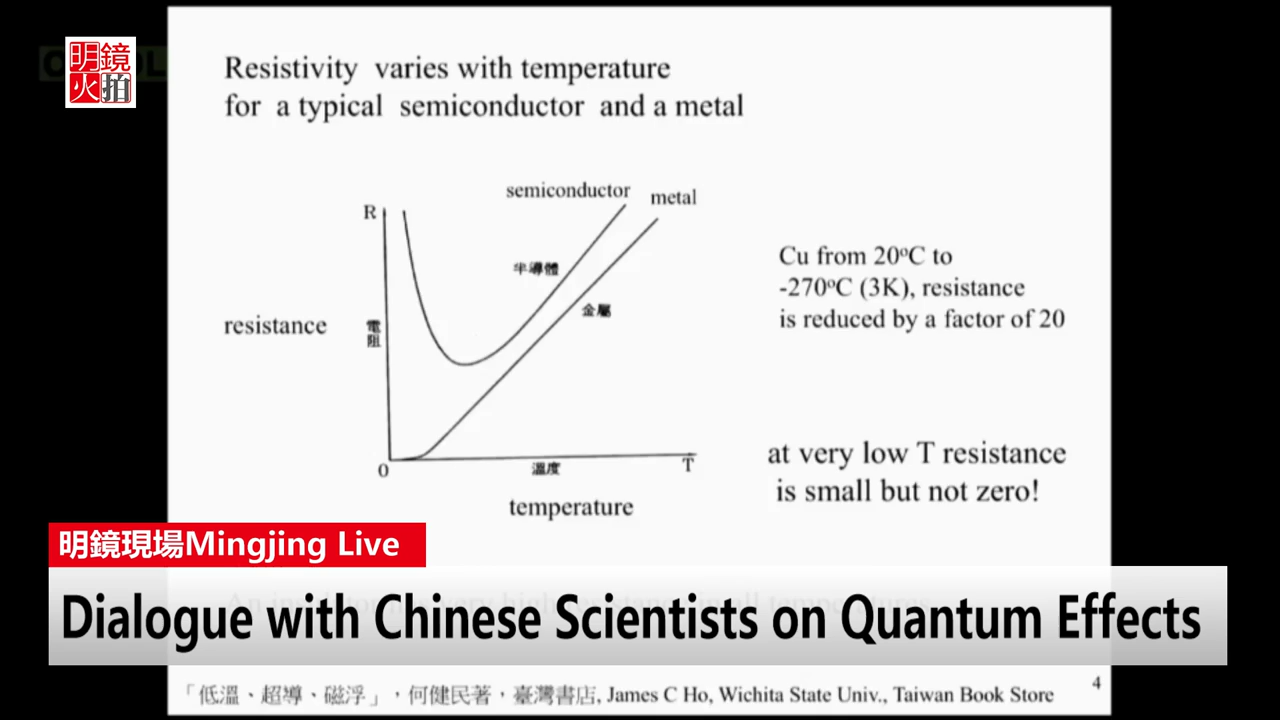 明鏡
火拍
Resistivity varies with temperature
for a typical semiconductor and a metal
semiconductor
metal
R
半導體
金屬
resistance
電阻
Cu from 20°C to
-270°C (3K), resistance
is reduced by a factor of 20
0
溫度
T
temperature
at very low T resistance
is small but not zero!
明鏡現場Mingjing Live
Dialogue with Chinese Scientists on Quantum Effects
「低溫、超導、磁浮」，何健民著，臺灣書店, James C Ho, Wichita State Univ., Taiwan Book Store
4